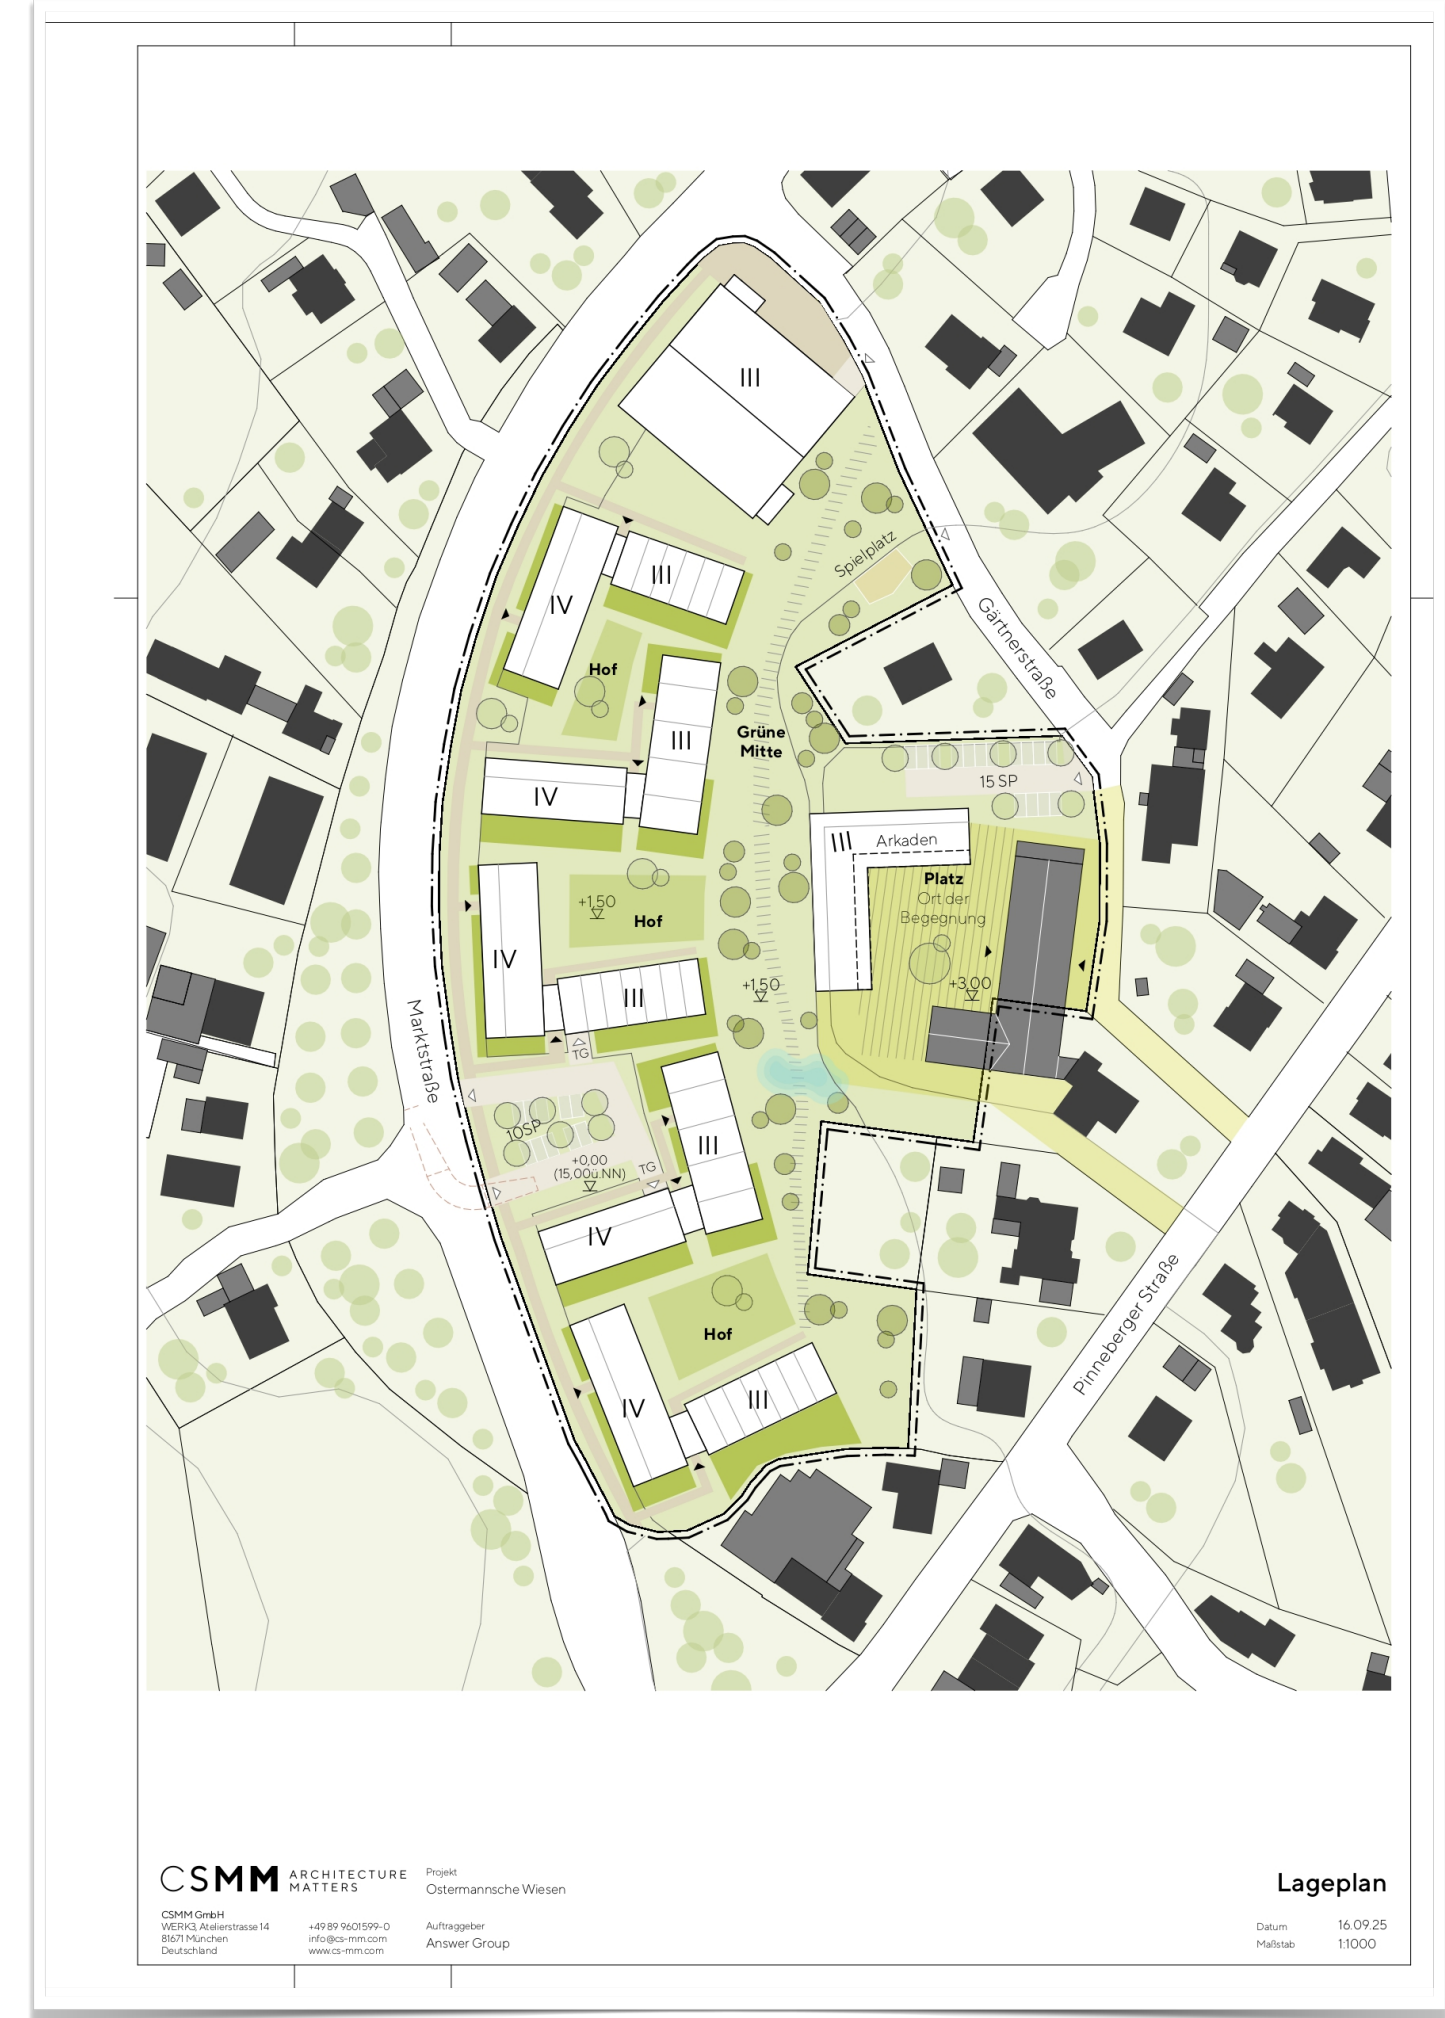 III
III
IV
Spielplatz
Gärtnerstraße
Hof
III
Grüne
Mitte
IV
15 SP
III
Arkaden
Platz
Ort der
Begegnung
+1,50
Hof
IV
III
+1,50
+3,00
Marktstraße
TG
10SP
III
+0,00
(15,00ü.NN)
TG
IV
Pinneberger Straße
Hof
IV
III
CSMM ARCHITECTURE
MATTERS
CSMM GmbH
WERK3, Atelierstrasse 14
81671 München
Deutschland
+49 89 9601599-0
info@cs-mm.com
www.cs-mm.com
Projekt
Ostermannsche Wiesen
Auftraggeber
Answer Group
Lageplan
Datum 16.09.25
Maßstab 1:1000